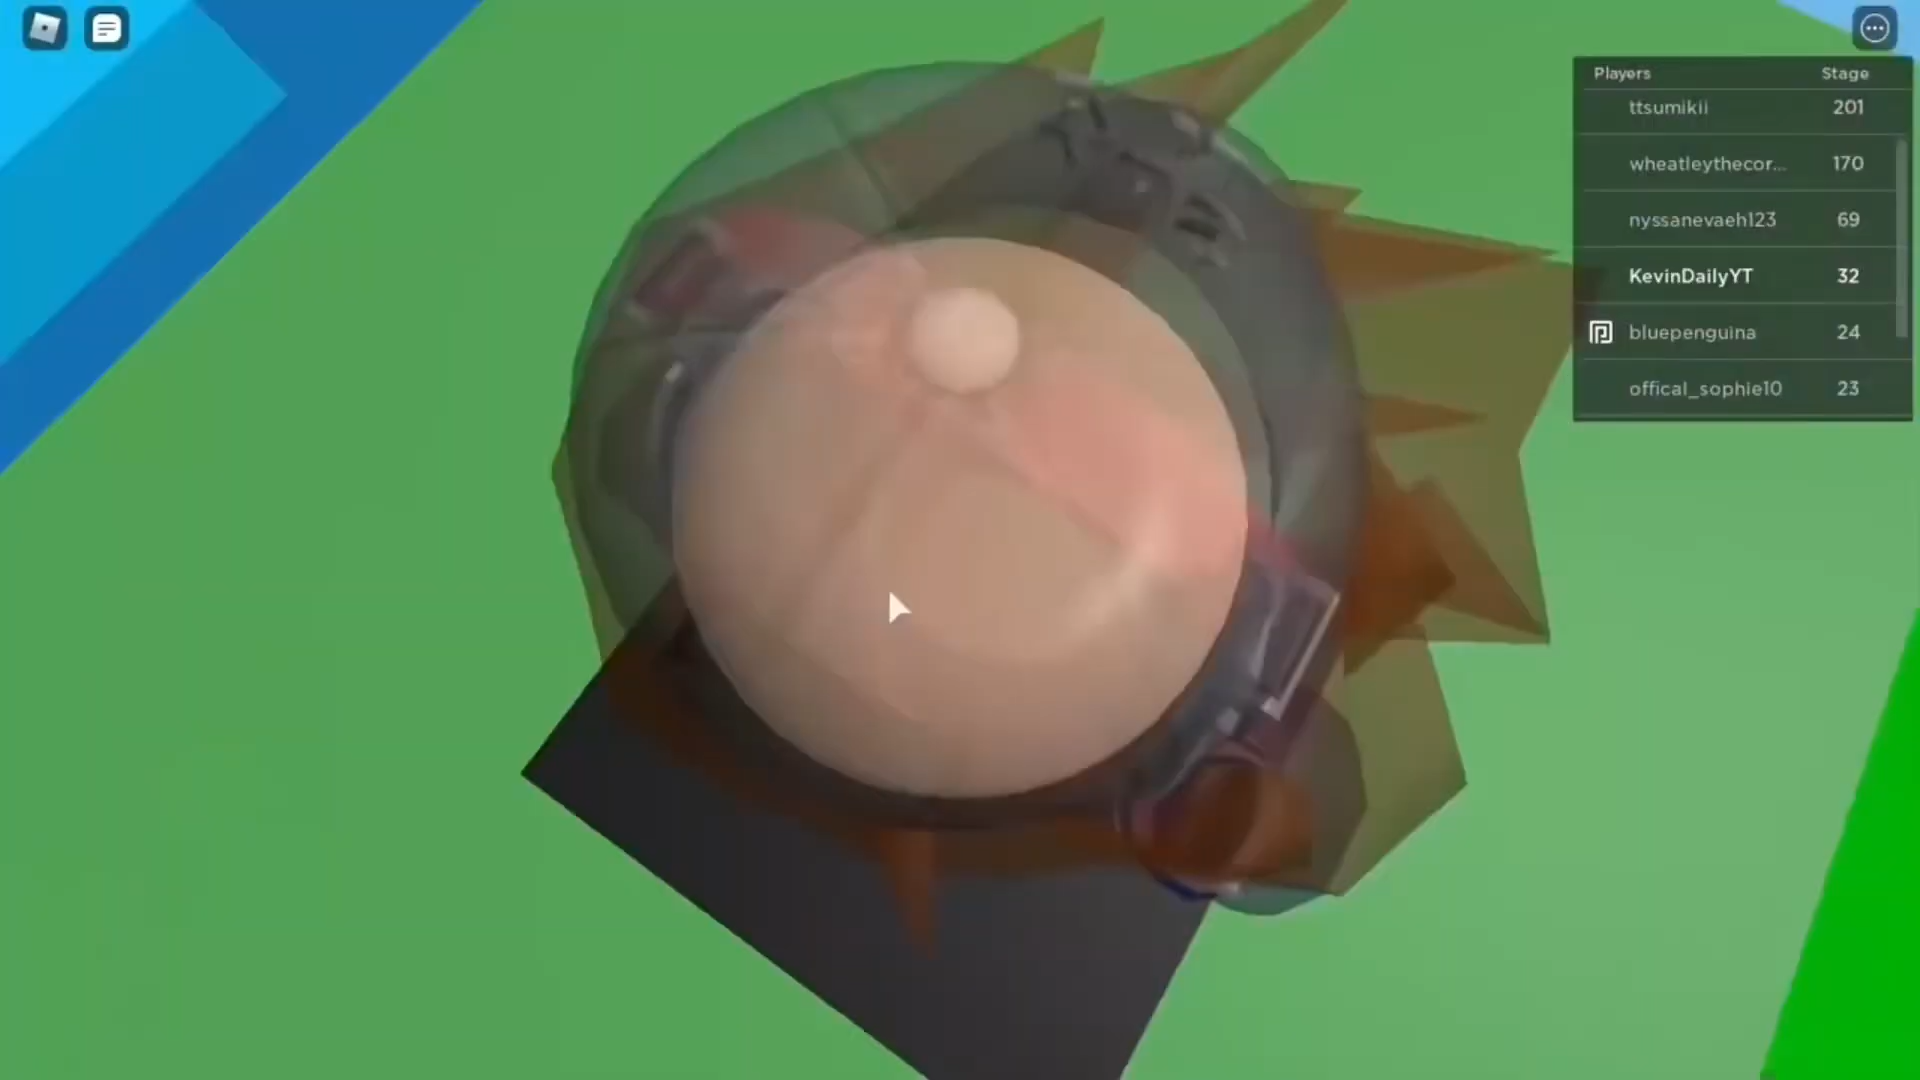 Players Stage
ttsumikii 201
wheatleythecor... 170
nyssanevaeh123 69
KevinDailyYT 32
bluepenguina 24
offical_sophie10 23